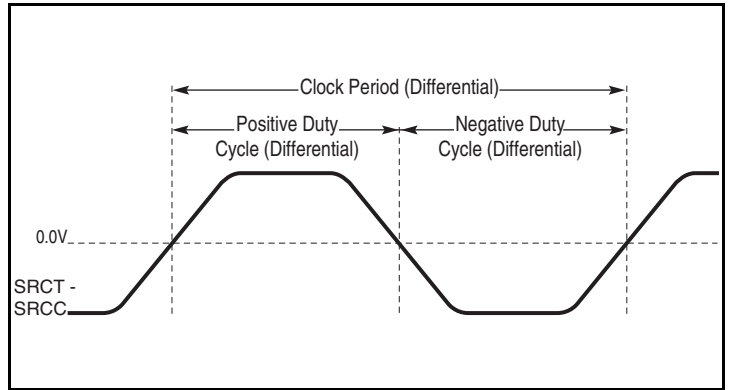 Clock Period (Differential)
Positive Duty
Cycle (Differential)
Negative Duty
Cycle (Differential)
0.0V
SRCT -
SRCC